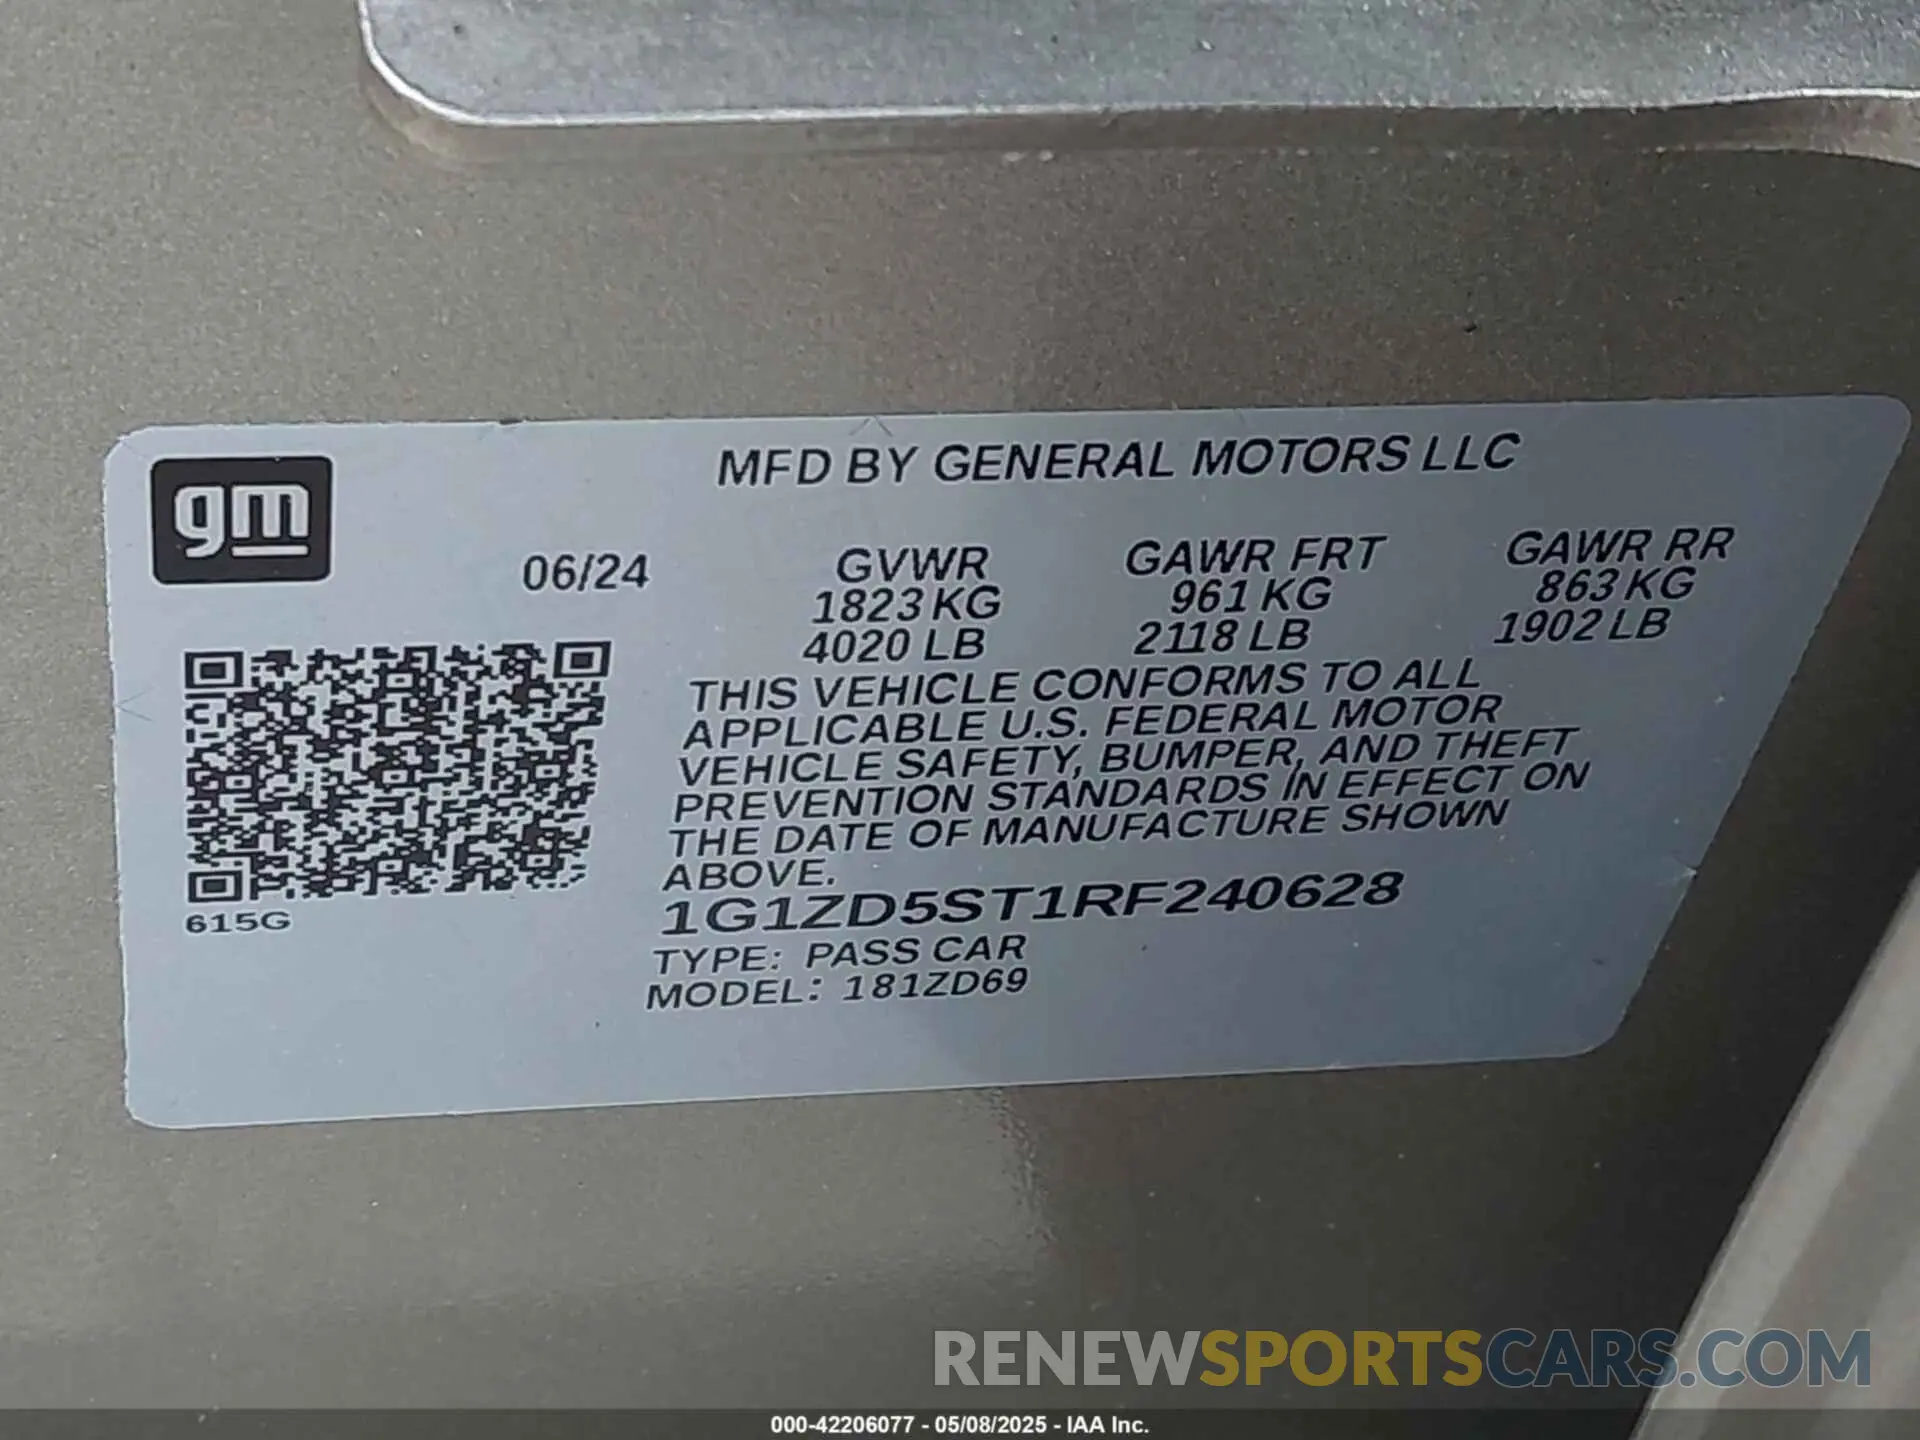 gm
MFD BY GENERAL MOTORS LLC
06/24 GVWR GAWR FRT GAWR RR
1823 KG 961 KG 863 KG
4020 LB 2118 LB 1902 LB
THIS VEHICLE CONFORMS TO ALL
APPLICABLE U.S. FEDERAL MOTOR
VEHICLE SAFETY, BUMPER, AND THEFT
PREVENTION STANDARDS IN EFFECT ON
THE DATE OF MANUFACTURE SHOWN
ABOVE.
615G
1G1ZD5ST1RF240628
TYPE: PASS CAR
MODEL: 181ZD69
RENEWSPORTSCARS.COM
000-42206077 - 05/08/2025 - IAA Inc.